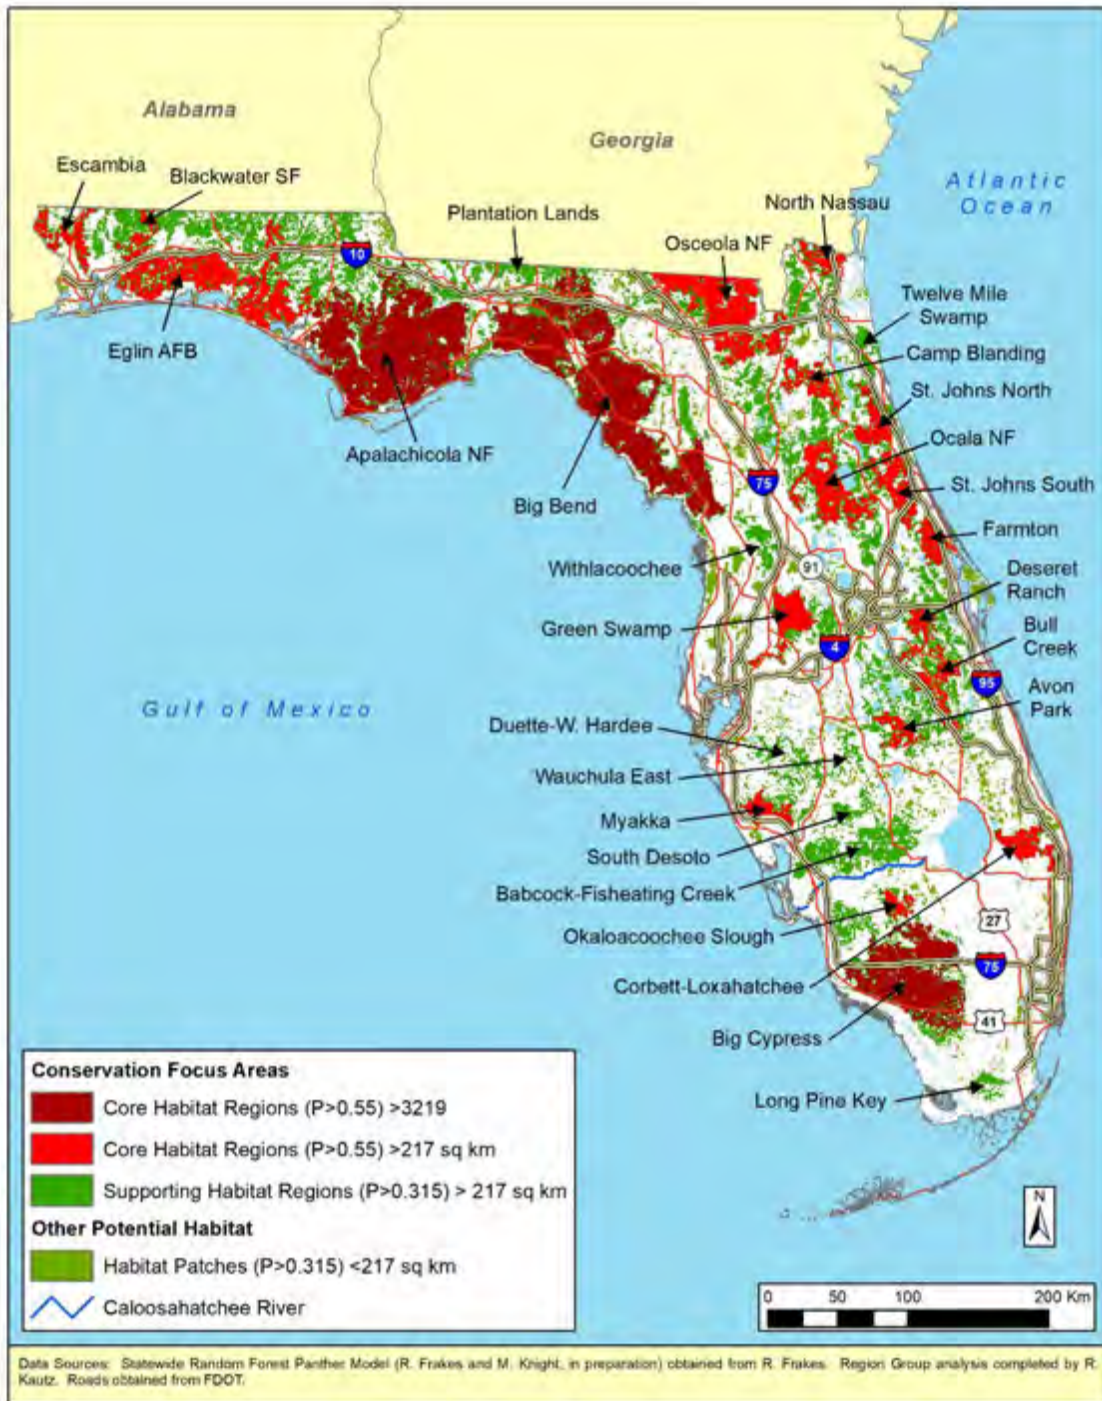 Alabama
Georgia
Atlantic
Ocean
Escambia
Blackwater SF
Plantation Lands
North Nassau
Osceola NF
10
Twelve Mile
Swamp
Eglin AFB
Camp Blanding
St. Johns North
Apalachicola NF
Ocala NF
75
St. Johns South
Big Bend
Farmton
Withlacoochee
91
Deseret
Ranch
Green Swamp
4
Bull
Creek
95
Avon
Park
Gulf of Mexico
Duette-W. Hardee
Wauchula East
Myakka
South Desoto
Babcock-Fisheating Creek
Okaloacoochee Slough
27
75
Corbett-Loxahatchee
41
Big Cypress
Long Pine Key
Conservation Focus Areas
Core Habitat Regions (P>0.55) >3219
Core Habitat Regions (P>0.55) >217 sq km
Supporting Habitat Regions (P>0.315) > 217 sq km
Other Potential Habitat
Habitat Patches (P>0.315) <217 sq km
Caloosahatchee River
N
0 50 100 200 Km
Data Sources: Statewide Random Forest Panther Model (R. Frakes and M. Knight, in preparation) obtained from R. Frakes. Region Group analysis completed by R.
Kautz. Roads obtained from FDOT.